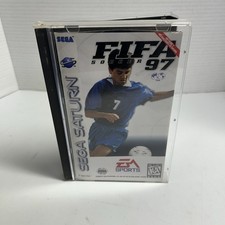 SEGA
FIFA
SOCCER 97
SEGA SATURN
7
EA
SPORTS